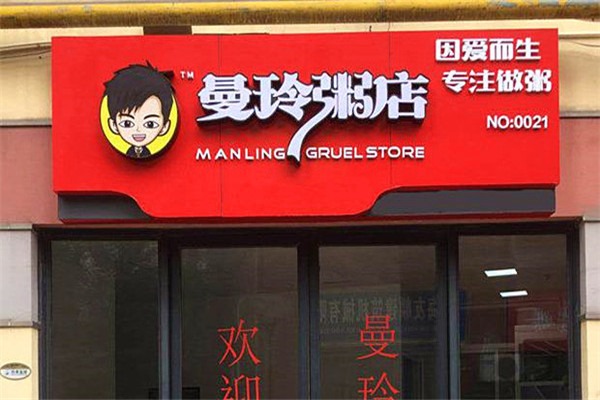 因爱而生
专注做粥
™
曼玲粥店
MANLING GRUEL STORE
NO:0021
欢迎
曼玲